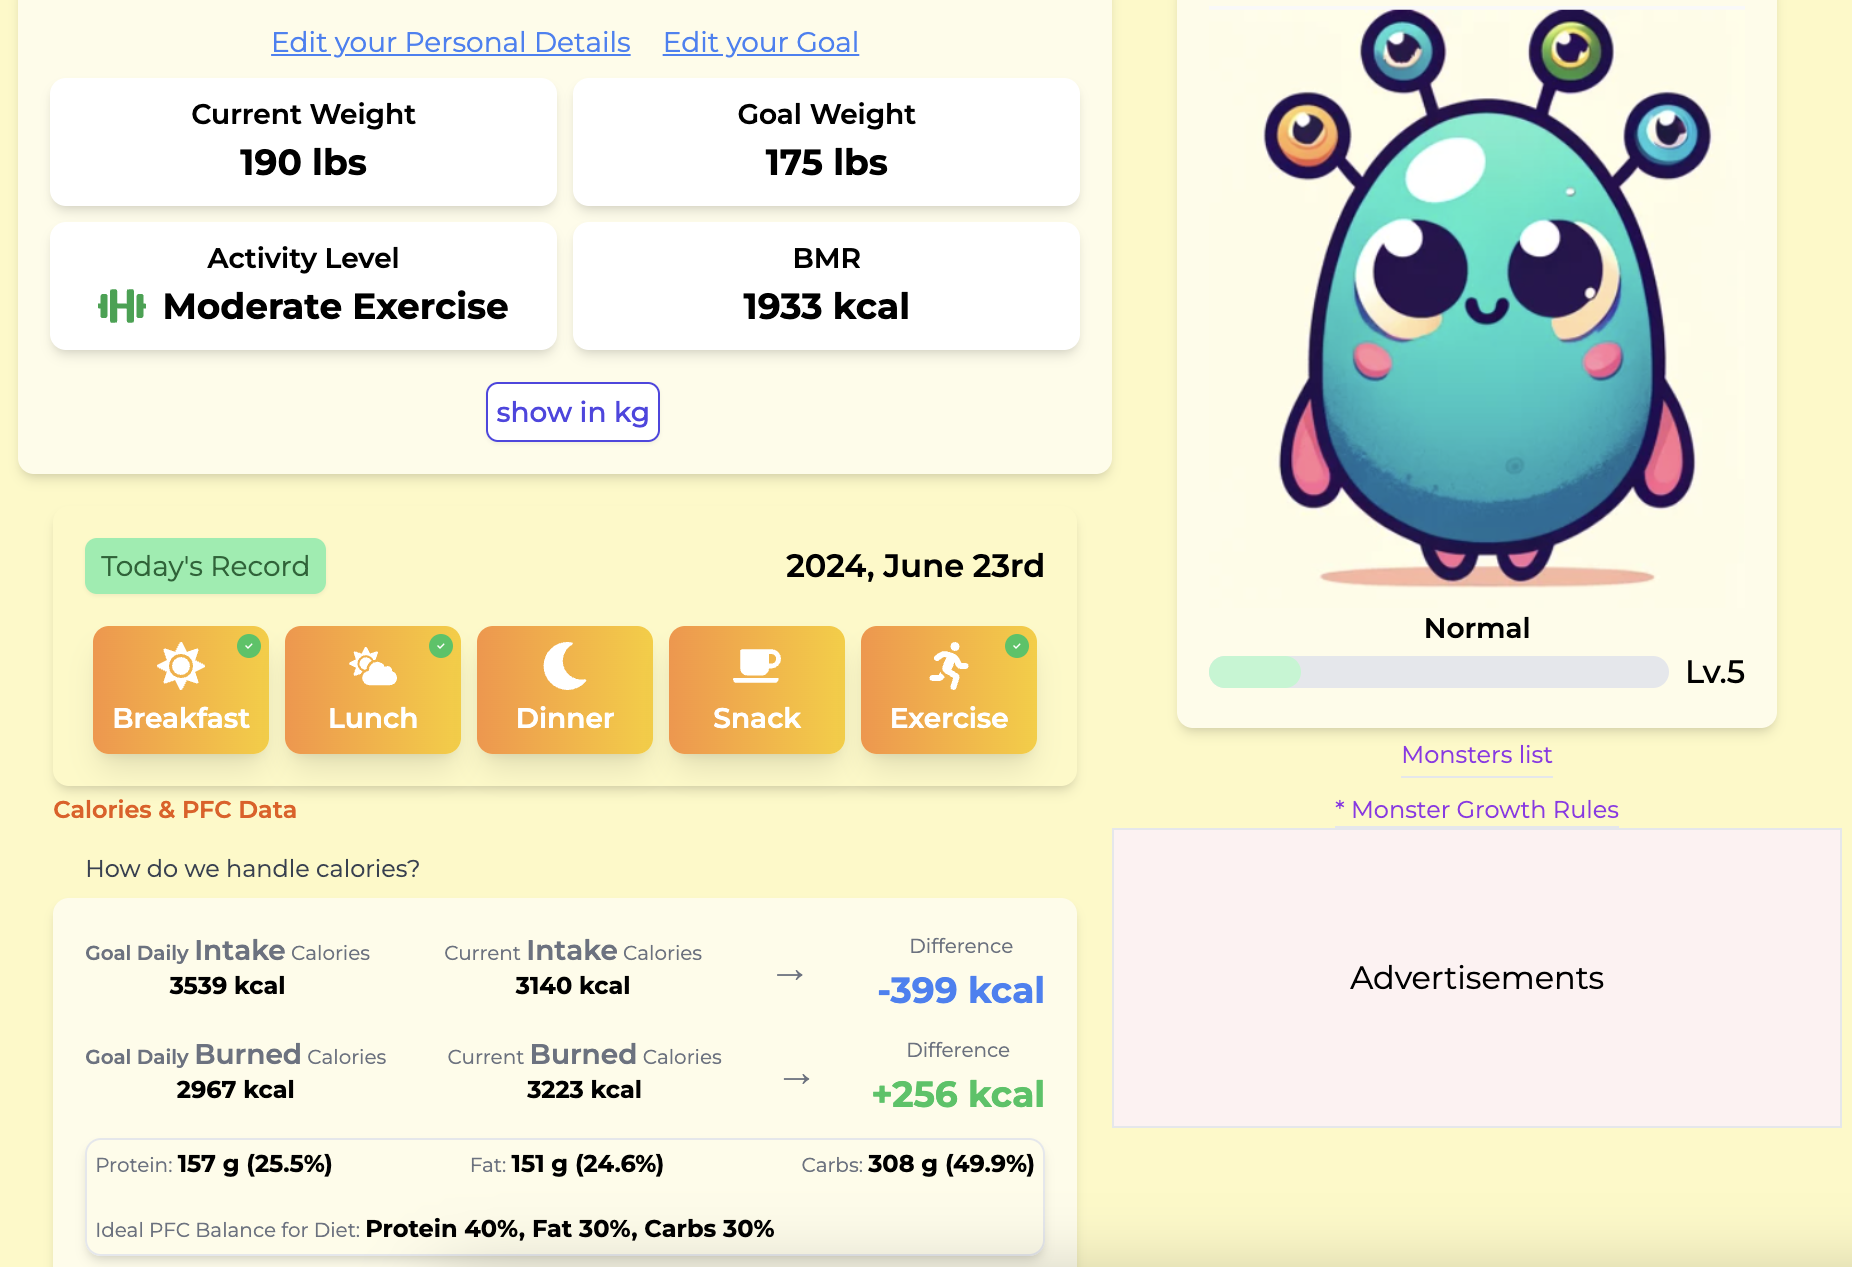 Edit your Personal Details Edit your Goal
Current Weight
190 lbs
Goal Weight
175 lbs
Activity Level
Moderate Exercise
BMR
1933 kcal
show in kg
Today's Record
2024, June 23rd
Breakfast
Lunch
Dinner
Snack
Exercise
Calories & PFC Data
How do we handle calories?
Goal Daily Intake Calories
3539 kcal
Current Intake Calories
3140 kcal
→
Difference
-399 kcal
Goal Daily Burned Calories
2967 kcal
Current Burned Calories
3223 kcal
→
Difference
+256 kcal
Protein: 157 g (25.5%)
Fat: 151 g (24.6%)
Carbs: 308 g (49.9%)
Ideal PFC Balance for Diet: Protein 40%, Fat 30%, Carbs 30%
Normal
Lv.5
Monsters list
* Monster Growth Rules
Advertisements